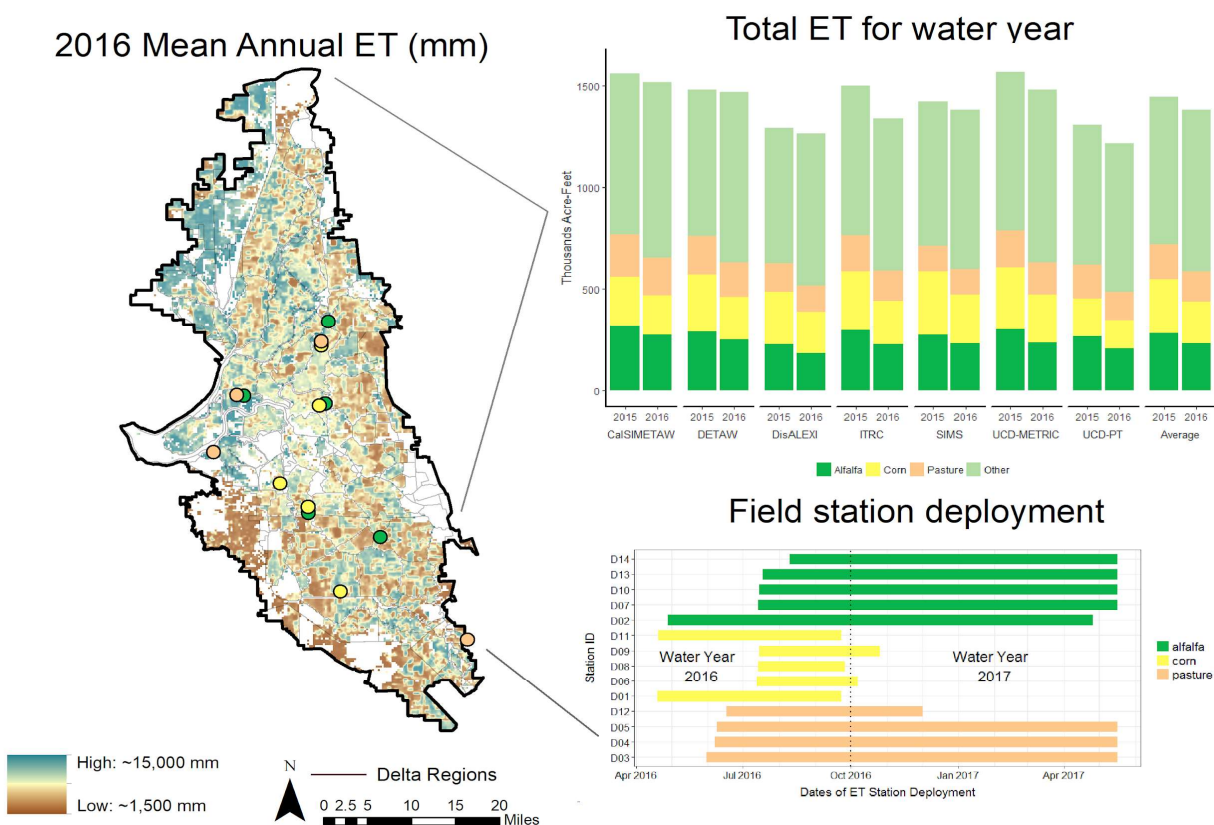 2016 Mean Annual ET (mm)
High: ~15,000 mm
Low: ~1,500 mm
N
Delta Regions
0 2.5 5 10 15 20
Miles
Total ET for water year
Thousands Acre-Feet
1500
1000
500
0
2015 2016 2015 2016 2015 2016 2015 2016 2015 2016 2015 2016 2015 2016 2015 2016
CalSIMETAW DETAW DisALEXI ITRC SIMS UCD-METRIC UCD-PT Average
Alfalfa Corn Pasture Other
Field station deployment
Station ID
D14
D13
D10
D07
D02
D11
D09
D08
D06
D01
D12
D05
D04
D03
Water Year
2016
Water Year
2017
alfalfa
corn
pasture
Apr 2016 Jul 2016 Oct 2016 Jan 2017 Apr 2017
Dates of ET Station Deployment